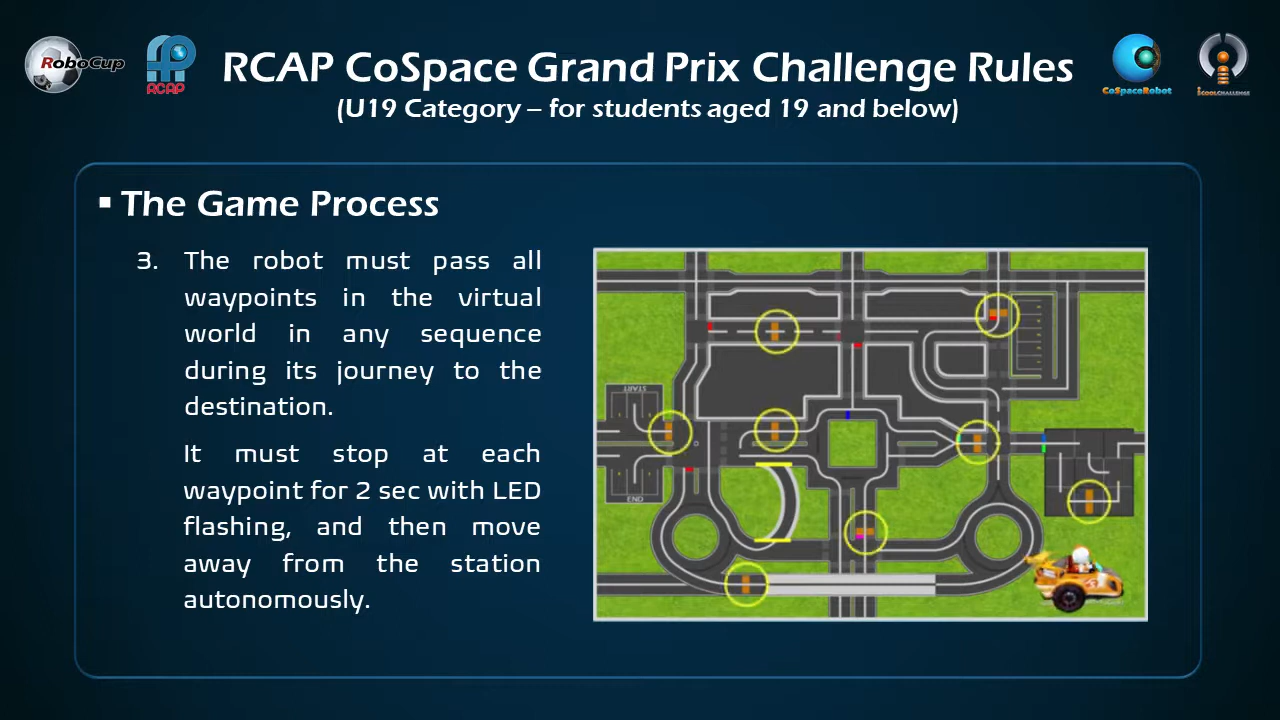 RoboCup
RCAP
RCAP CoSpace Grand Prix Challenge Rules
(U19 Category – for students aged 19 and below)
CoSpaceRobot
iCOOLCHALLENGE
▪ The Game Process
3. The robot must pass all
waypoints in the virtual
world in any sequence
during its journey to the
destination.
It must stop at each
waypoint for 2 sec with LED
flashing, and then move
away from the station
autonomously.
START
END